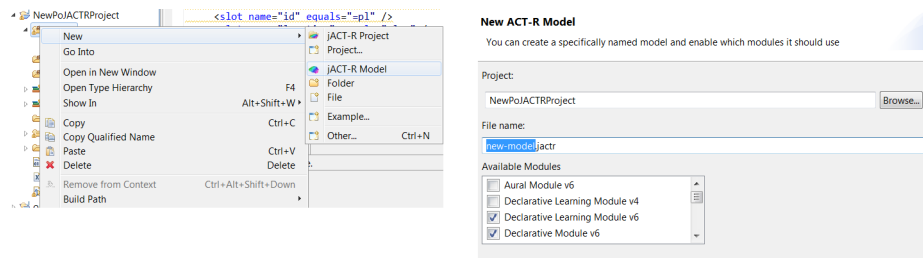 NewPoJACTRProject
<slot name="id" equals="=pl" />
New
jACT-R Project
Go Into
Project...
Open in New Window
jACT-R Model
Open Type Hierarchy F4
Folder
Show In Alt+Shift+W
File
Copy Ctrl+C
Example...
Copy Qualified Name
Other... Ctrl+N
Paste Ctrl+V
Delete Delete
Remove from Context Ctrl+Alt+Shift+Down
Build Path
New ACT-R Model
You can create a specifically named model and enable which modules it should use
Project:
NewPoJACTRProject
Browse...
File name:
new-model.jactr
Available Modules
Aural Module v6
Declarative Learning Module v4
Declarative Learning Module v6
Declarative Module v6